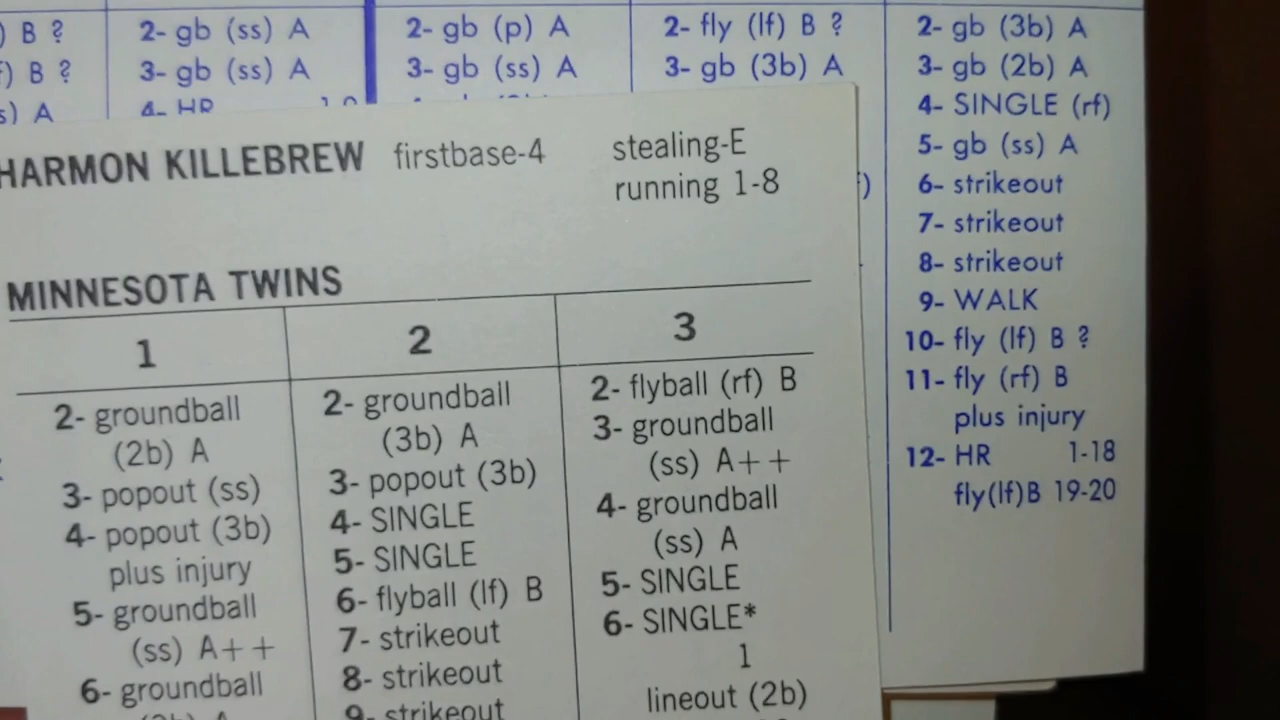 B ?
B ?
A
2- gb (ss) A
3- gb (ss) A
4- HR
2- gb (p) A
3- gb (ss) A
2- fly (lf) B ?
3- gb (3b) A
2- gb (3b) A
3- gb (2b) A
4- SINGLE (rf)
5- gb (ss) A
6- strikeout
7- strikeout
8- strikeout
9- WALK
10- fly (lf) B ?
11- fly (rf) B
plus injury
12- HR 1-18
fly(lf)B 19-20
HARMON KILLEBREW firstbase-4 stealing-E
running 1-8
MINNESOTA TWINS
1
2- groundball
(2b) A
3- popout (ss)
4- popout (3b)
plus injury
5- groundball
(ss) A++
6- groundball
2
2- groundball
(3b) A
3- popout (3b)
4- SINGLE
5- SINGLE
6- flyball (lf) B
7- strikeout
8- strikeout
9- strikeout
3
2- flyball (rf) B
3- groundball
(ss) A++
4- groundball
(ss) A
5- SINGLE
6- SINGLE*
1
lineout (2b)